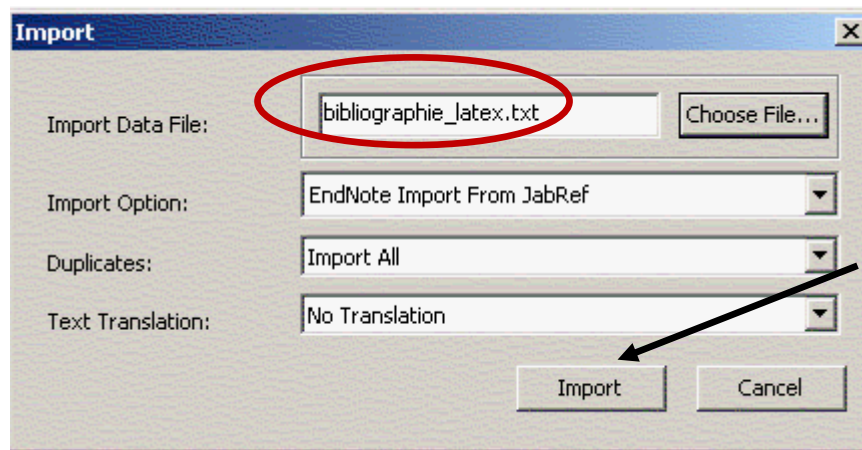 Import
Import Data File: bibliographie_latex.txt Choose File...
Import Option: EndNote Import From JabRef
Duplicates: Import All
Text Translation: No Translation
Import Cancel